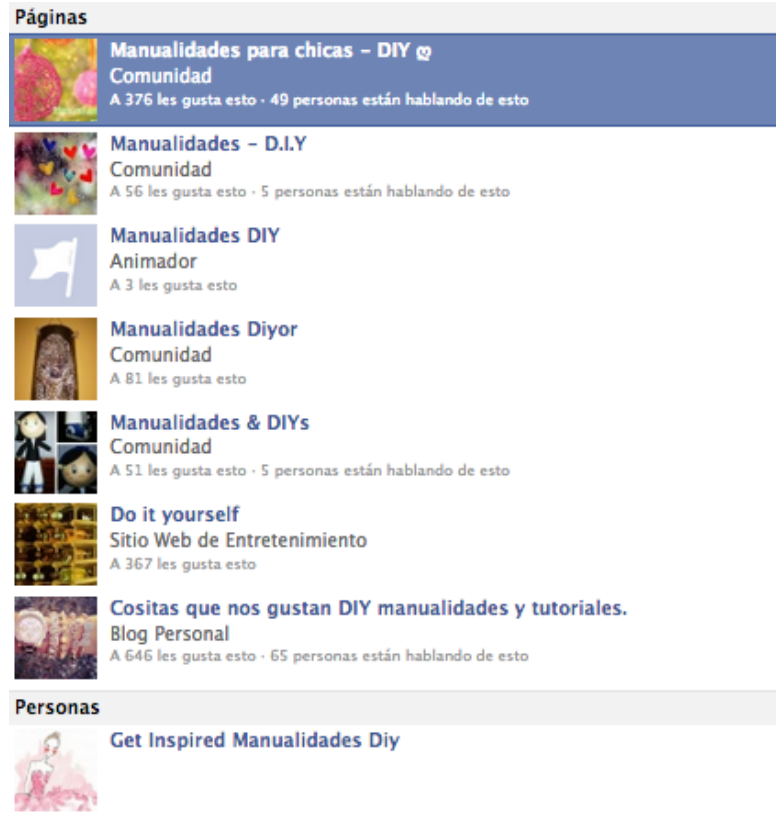 Páginas
Manualidades para chicas – DIY ღ
Comunidad
A 376 les gusta esto · 49 personas están hablando de esto
Manualidades – D.I.Y
Comunidad
A 56 les gusta esto · 5 personas están hablando de esto
Manualidades DIY
Animador
A 3 les gusta esto
Manualidades Diyor
Comunidad
A 81 les gusta esto
Manualidades & DIYs
Comunidad
A 51 les gusta esto · 5 personas están hablando de esto
Do it yourself
Sitio Web de Entretenimiento
A 367 les gusta esto
Cositas que nos gustan DIY manualidades y tutoriales.
Blog Personal
A 646 les gusta esto · 65 personas están hablando de esto
Personas
Get Inspired Manualidades Diy